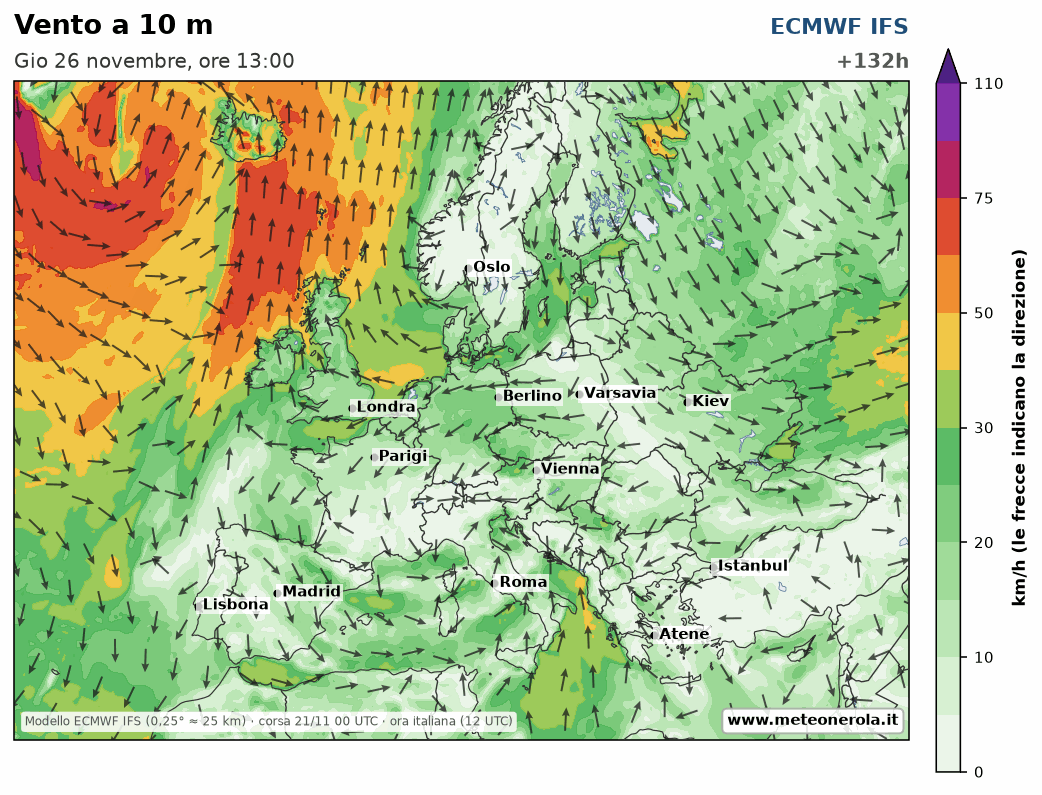 Vento a 10 m
ECMWF IFS
Gio 26 novembre, ore 13:00
+132h
110
75
50
30
20
10
0
km/h (le frecce indicano la direzione)
Oslo
Londra
Berlino
Varsavia
Kiev
Parigi
Vienna
Istanbul
Roma
Madrid
Lisbona
Atene
Modello ECMWF IFS (0,25° ≈ 25 km) · corsa 21/11 00 UTC · ora italiana (12 UTC)
www.meteonerola.it